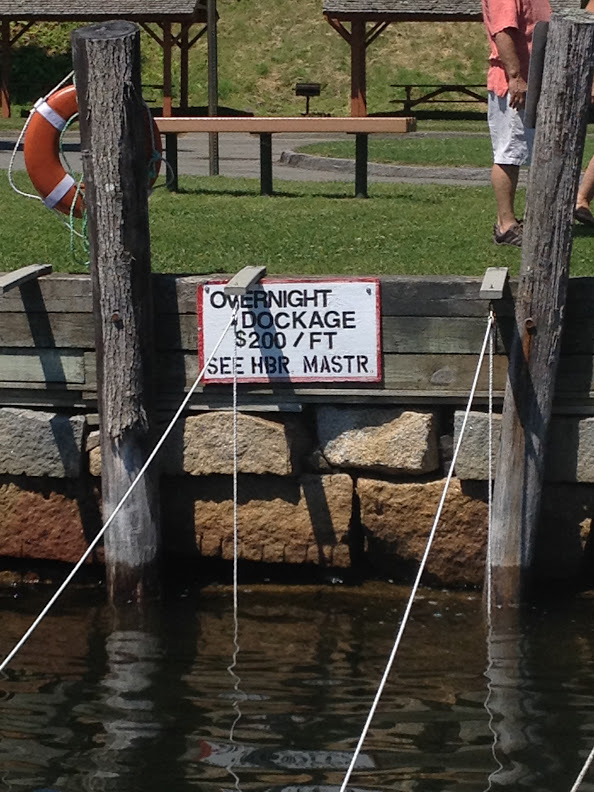 OVERNIGHT
DOCKAGE
$200/FT
SEE HBR. MASTR